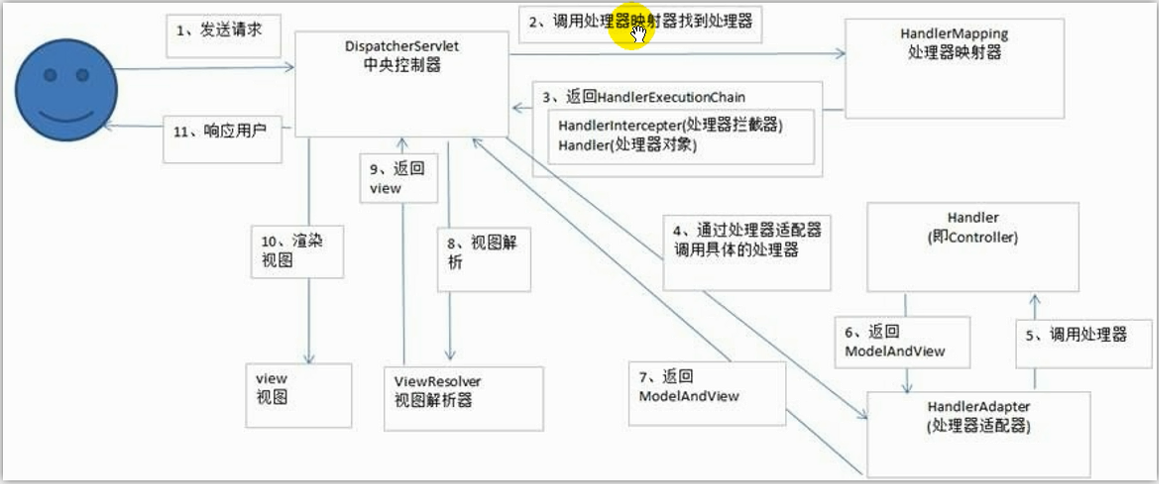 1、发送请求
DispatcherServlet
中央控制器
2、调用处理器映射器找到处理器
HandlerMapping
处理器映射器
3、返回HandlerExecutionChain
HandlerIntercepter(处理器拦截器)
Handler(处理器对象)
11、响应用户
9、返回
view
10、渲染
视图
8、视图解
析
4、通过处理器适配器
调用具体的处理器
Handler
(即Controller)
6、返回
ModelAndView
5、调用处理器
7、返回
ModelAndView
view
视图
ViewResolver
视图解析器
HandlerAdapter
(处理器适配器)